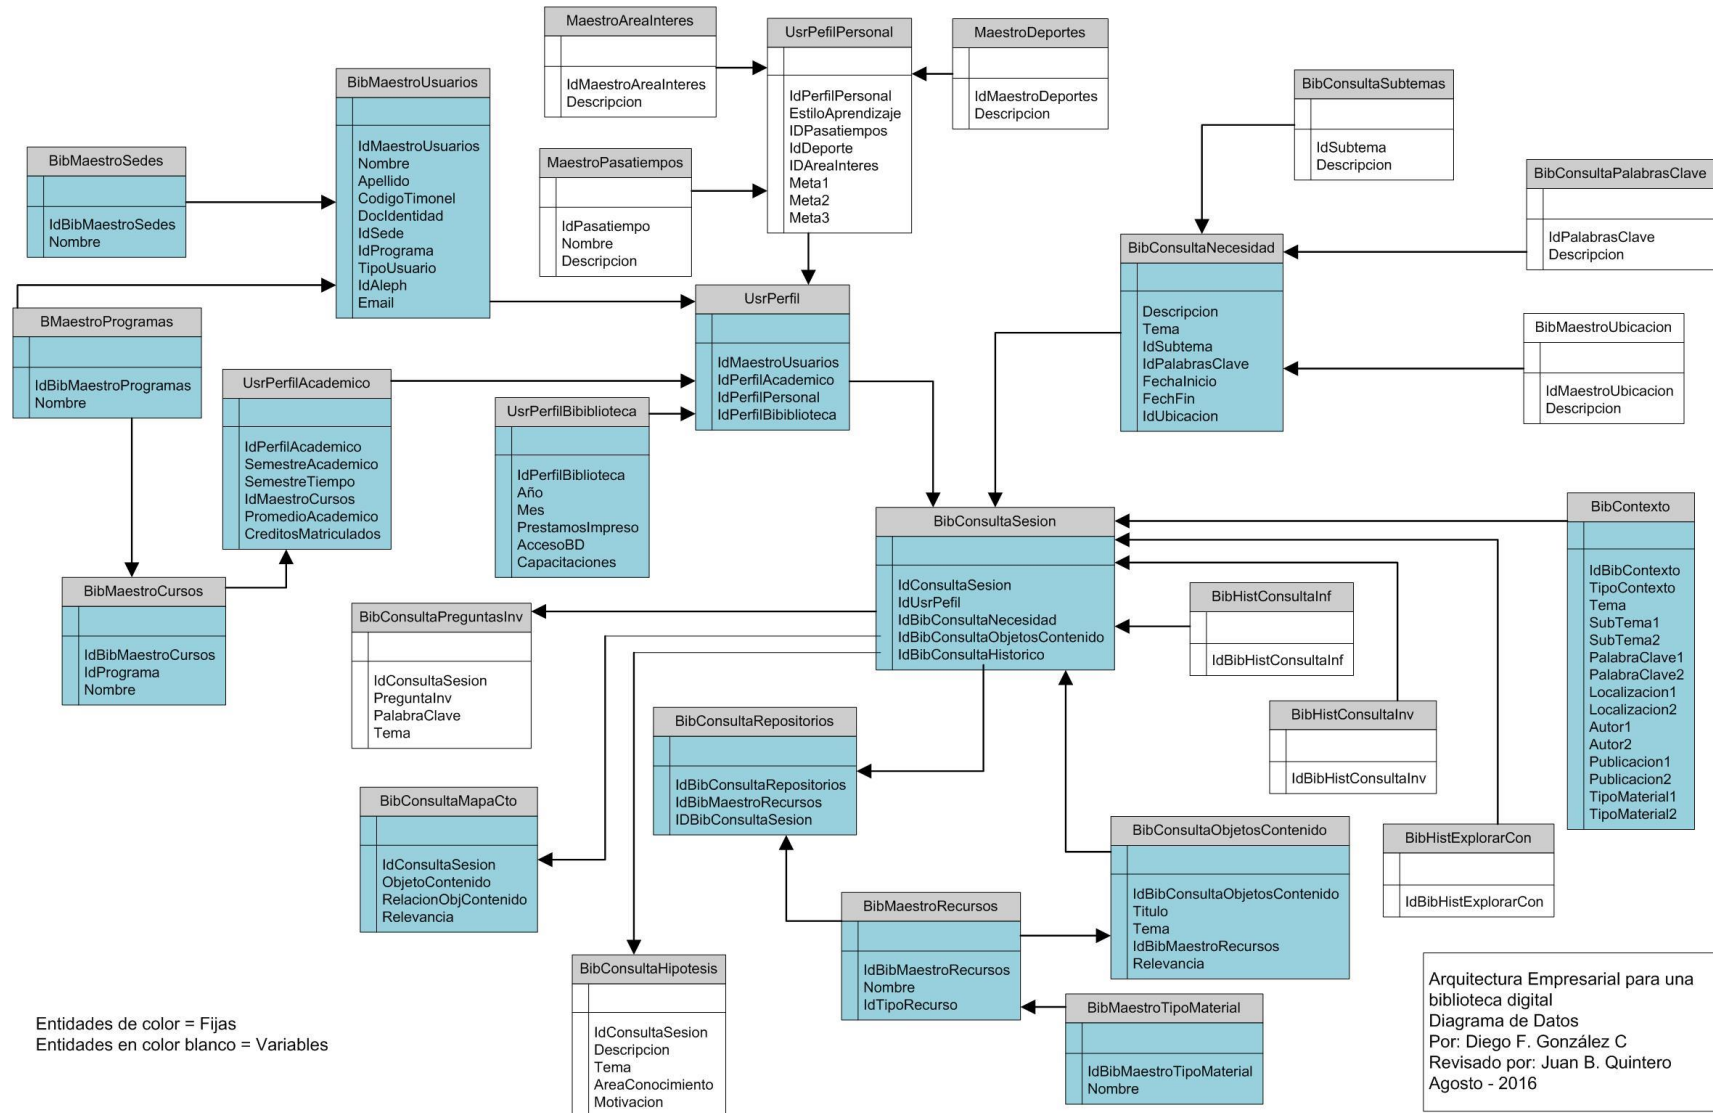 MaestroAreaInteres
IdMaestroAreaInteres
Descripcion
UsrPefilPersonal
IdPerfilPersonal
EstiloAprendizaje
IDPasatiempos
IdDeporte
IDAreaInteres
Meta1
Meta2
Meta3
MaestroDeportes
IdMaestroDeportes
Descripcion
BibMaestroUsuarios
IdMaestroUsuarios
Nombre
Apellido
CodigoTimonel
DocIdentidad
IdSede
IdPrograma
TipoUsuario
IdAleph
Email
BibConsultaSubtemas
IdSubtema
Descripcion
BibMaestroSedes
IdBibMaestroSedes
Nombre
MaestroPasatiempos
IdPasatiempo
Nombre
Descripcion
BibConsultaPalabrasClave
IdPalabrasClave
Descripcion
BibConsultaNecesidad
Descripcion
Tema
IdSubtema
IdPalabrasClave
FechaInicio
FechFin
IdUbicacion
BMaestroProgramas
IdBibMaestroProgramas
Nombre
UsrPerfil
IdMaestroUsuarios
IdPerfilAcademico
IdPerfilPersonal
IdPerfilBibiblioteca
BibMaestroUbicacion
IdMaestroUbicacion
Descripcion
UsrPerfilAcademico
IdPerfilAcademico
SemestreAcademico
SemestreTiempo
IdMaestroCursos
PromedioAcademico
CreditosMatriculados
UsrPerfilBibiblioteca
IdPerfilBiblioteca
Año
Mes
PrestamosImpreso
AccesoBD
Capacitaciones
BibConsultaSesion
IdConsultaSesion
IdUsrPefil
IdBibConsultaNecesidad
IdBibConsultaObjetosContenido
IdBibConsultaHistorico
BibContexto
IdBibContexto
TipoContexto
Tema
SubTema1
SubTema2
PalabraClave1
PalabraClave2
Localizacion1
Localizacion2
Autor1
Autor2
Publicacion1
Publicacion2
TipoMaterial1
TipoMaterial2
BibMaestroCursos
IdBibMaestroCursos
IdPrograma
Nombre
BibConsultaPreguntasInv
IdConsultaSesion
PreguntaInv
PalabraClave
Tema
BibHistConsultaInf
IdBibHistConsultaInf
BibHistConsultaInv
IdBibHistConsultaInv
BibConsultaRepositorios
IdBibConsultaRepositorios
IdBibMaestroRecursos
IDBibConsultaSesion
BibConsultaMapaCto
IdConsultaSesion
ObjetoContenido
RelacionObjContenido
Relevancia
BibConsultaObjetosContenido
IdBibConsultaObjetosContenido
Titulo
Tema
IdBibMaestroRecursos
Relevancia
BibHistExplorarCon
IdBibHistExplorarCon
BibMaestroRecursos
IdBibMaestroRecursos
Nombre
IdTipoRecurso
BibConsultaHipotesis
IdConsultaSesion
Descripcion
Tema
AreaConocimiento
Motivacion
BibMaestroTipoMaterial
IdBibMaestroTipoMaterial
Nombre
Entidades de color = Fijas
Entidades en color blanco = Variables
Arquitectura Empresarial para una
biblioteca digital
Diagrama de Datos
Por: Diego F. González C
Revisado por: Juan B. Quintero
Agosto - 2016